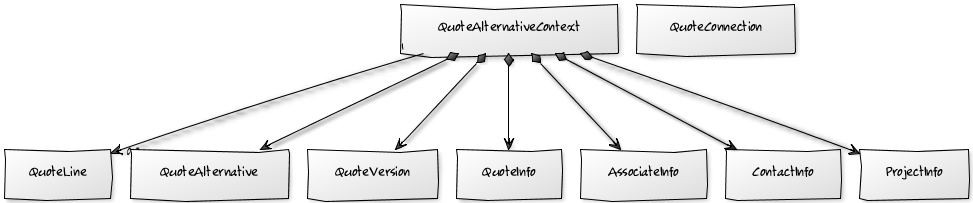 QuoteAlternativeContext
QuoteConnection
QuoteLine
QuoteAlternative
QuoteVersion
QuoteInfo
AssociateInfo
ContactInfo
ProjectInfo